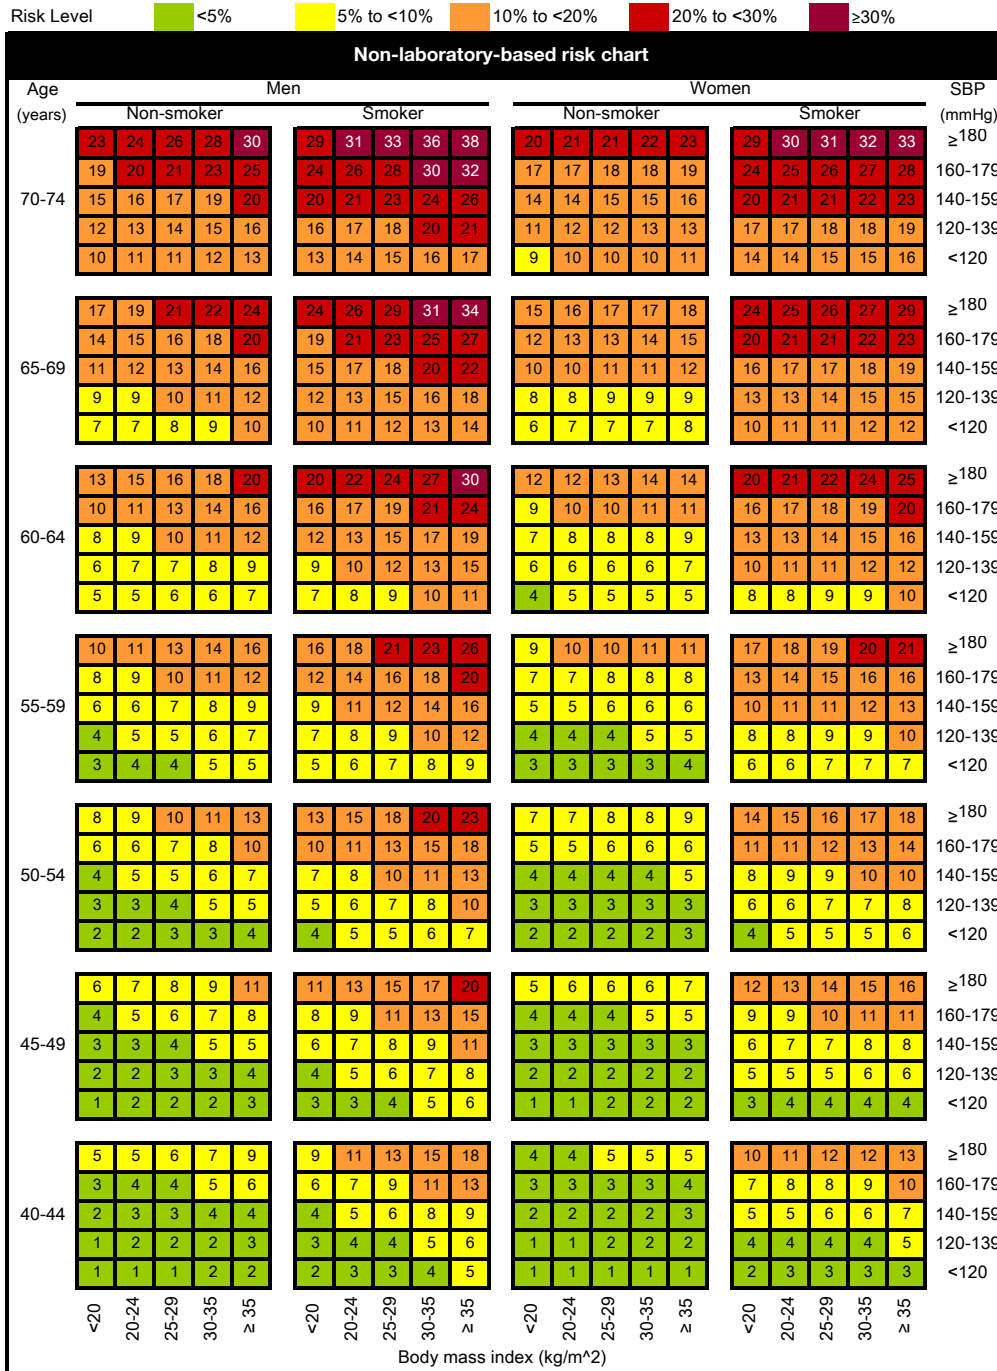 Risk Level <5% 5% to <10% 10% to <20% 20% to <30% ≥30%
Non-laboratory-based risk chart
Age Men Women SBP
(years) Non-smoker Smoker Non-smoker Smoker (mmHg)
23 24 26 28 30 29 31 33 36 38 20 21 21 22 23 29 30 31 32 33 ≥180
19 20 21 23 25 24 26 28 30 32 17 17 18 18 19 24 25 26 27 28 160-179
70-74 15 16 17 19 20 20 21 23 24 26 14 14 15 15 16 20 21 21 22 23 140-159
12 13 14 15 16 16 17 18 20 21 11 12 12 13 13 17 17 18 18 19 120-139
10 11 11 12 13 13 14 15 16 17 9 10 10 10 11 14 14 15 15 16 <120
17 19 21 22 24 24 26 29 31 34 15 16 17 17 18 24 25 26 27 29 ≥180
14 15 16 18 20 19 21 23 25 27 12 13 13 14 15 20 21 21 22 23 160-179
65-69 11 12 13 14 16 15 17 18 20 22 10 10 11 11 12 16 17 17 18 19 140-159
9 9 10 11 12 12 13 15 16 18 8 8 9 9 9 13 13 14 15 15 120-139
7 7 8 9 10 10 11 12 13 14 6 7 7 7 8 10 11 11 12 12 <120
13 15 16 18 20 20 22 24 27 30 12 12 13 14 14 20 21 22 24 25 ≥180
10 11 13 14 16 16 17 19 21 24 9 10 10 11 11 16 17 18 19 20 160-179
60-64 8 9 10 11 12 12 13 15 17 19 7 8 8 8 9 13 13 14 15 16 140-159
6 7 7 8 9 9 10 12 13 15 6 6 6 6 7 10 11 11 12 12 120-139
5 5 6 6 7 7 8 9 10 11 4 5 5 5 5 8 8 9 9 10 <120
10 11 13 14 16 16 18 21 23 26 9 10 10 11 11 17 18 19 20 21 ≥180
8 9 10 11 12 12 14 16 18 20 7 7 8 8 8 13 14 15 16 16 160-179
55-59 6 6 7 8 9 9 11 12 14 16 5 5 6 6 6 10 11 11 12 13 140-159
4 5 5 6 7 7 8 9 10 12 4 4 4 5 5 8 8 9 9 10 120-139
3 4 4 5 5 5 6 7 8 9 3 3 3 3 4 6 6 7 7 7 <120
8 9 10 11 13 13 15 18 20 23 7 7 8 8 9 14 15 16 17 18 ≥180
6 6 7 8 10 10 11 13 15 18 5 5 6 6 6 11 11 12 13 14 160-179
50-54 4 5 5 6 7 7 8 10 11 13 4 4 4 4 5 8 9 9 10 10 140-159
3 3 4 5 5 5 6 7 8 10 3 3 3 3 3 6 6 7 7 8 120-139
2 2 3 3 4 4 5 5 6 7 2 2 2 2 3 4 5 5 5 6 <120
6 7 8 9 11 11 13 15 17 20 5 6 6 6 7 12 13 14 15 16 ≥180
4 5 6 7 8 8 9 11 13 15 4 4 4 5 5 9 9 10 11 11 160-179
45-49 3 3 4 5 5 6 7 8 9 11 3 3 3 3 3 6 7 7 8 8 140-159
2 2 3 3 4 4 5 6 7 8 2 2 2 2 2 5 5 5 6 6 120-139
1 2 2 2 3 3 3 4 5 6 1 1 2 2 2 3 4 4 4 4 <120
5 5 6 7 9 9 11 13 15 18 4 4 5 5 5 10 11 12 12 13 ≥180
3 4 4 5 6 6 7 9 11 13 3 3 3 3 4 7 8 8 9 10 160-179
40-44 2 3 3 4 4 4 5 6 8 9 2 2 2 2 3 5 5 6 6 7 140-159
1 2 2 2 3 3 4 4 5 6 1 1 2 2 2 4 4 4 4 5 120-139
1 1 1 2 2 2 3 3 4 5 1 1 1 1 1 2 3 3 3 3 <120
<20 20-24 25-29 30-35 ≥ 35 <20 20-24 25-29 30-35 ≥ 35 <20 20-24 25-29 30-35 ≥ 35 <20 20-24 25-29 30-35 ≥ 35
Body mass index (kg/m^2)